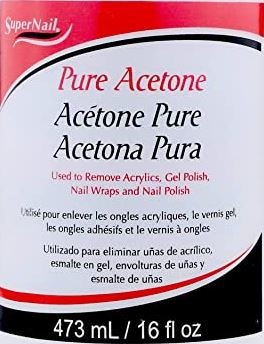 SuperNail.
Pure Acetone
Acétone Pure
Acetona Pura
Used to Remove Acrylics, Gel Polish,
Nail Wraps and Nail Polish
Utilisé pour enlever les ongles acryliques, le vernis gel,
les ongles adhésifs et le vernis à ongles
Utilizado para eliminar uñas de acrílico,
esmalte en gel, envolturas de uñas y
esmalte de uñas
473 mL / 16 fl oz